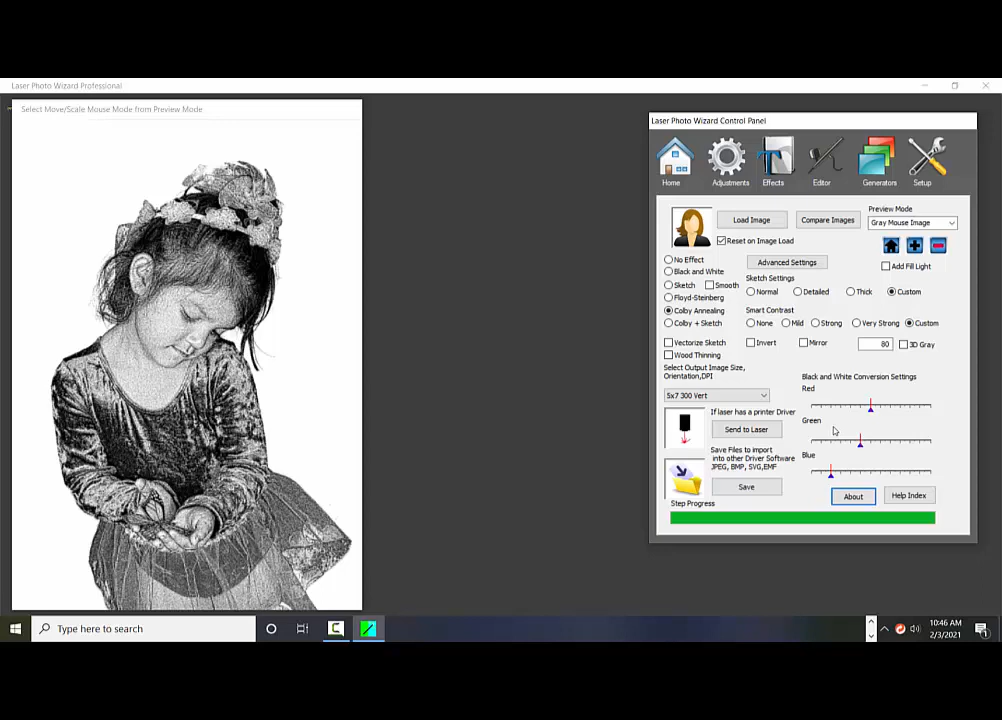 Laser Photo Wizard Professional
Select Move/Scale Mouse Mode from Preview Mode
Laser Photo Wizard Control Panel
Home
Adjustments
Effects
Editor
Generators
Setup
Load Image
Compare Images
Preview Mode
Gray Mouse Image
Reset on Image Load
Add Fill Light
No Effect
Advanced Settings
Black and White
Sketch Settings
Sketch
Smooth
Normal
Detailed
Thick
Custom
Floyd-Steinberg
Colby Annealing
Smart Contrast
Colby + Sketch
None
Mild
Strong
Very Strong
Custom
Vectorize Sketch
Invert
Mirror
80
3D Gray
Wood Thinning
Select Output Image Size,
Orientation,DPI
5x7 300 Vert
Black and White Conversion Settings
Red
Green
Blue
If laser has a printer Driver
Send to Laser
Save Files to import
into other Driver Software
JPEG, BMP, SVG,EMF
Save
About
Help Index
Step Progress
Type here to search
10:46 AM
2/3/2021
1